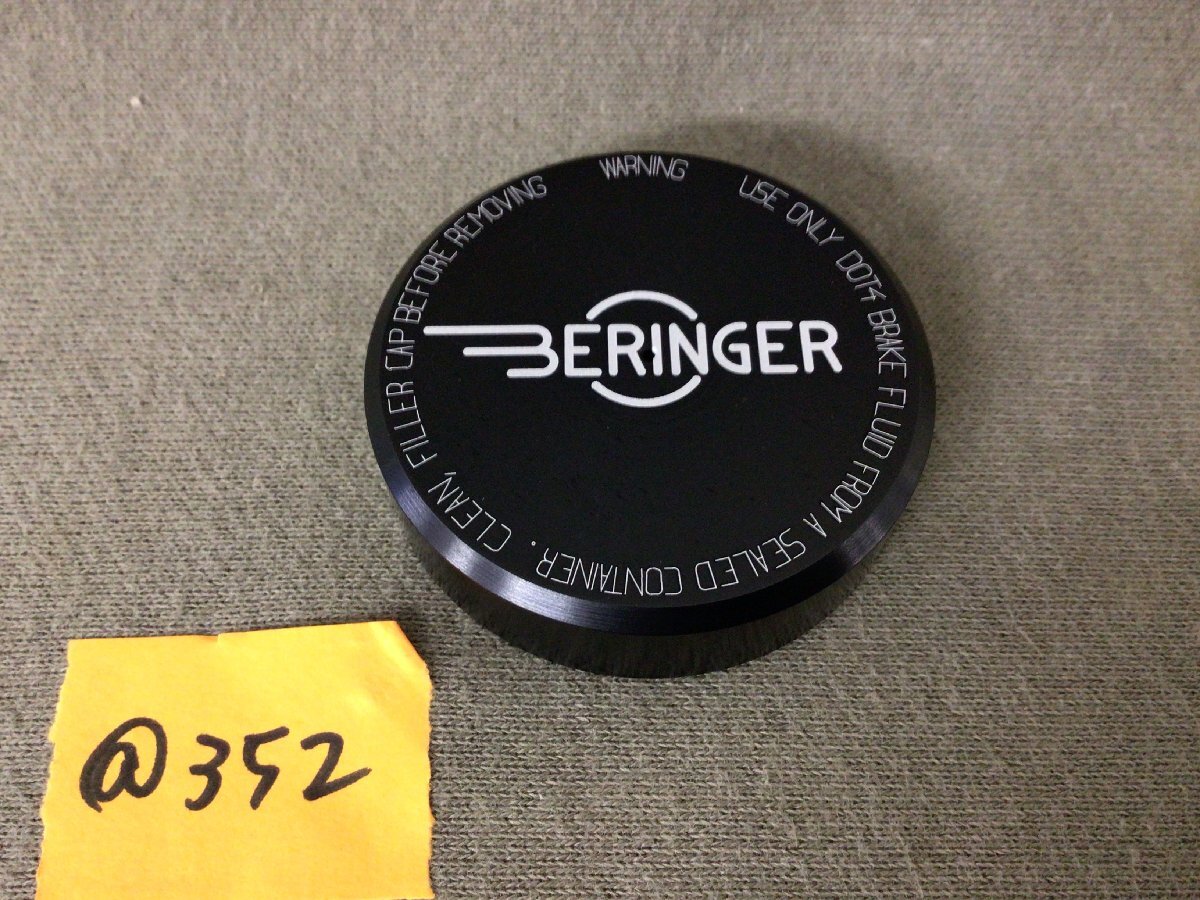 WARNING
USE ONLY DOT4 BRAKE FLUID FROM A SEALED CONTAINER. CLEAN, FILLER CAP BEFORE REMOVING
BERINGER
@352